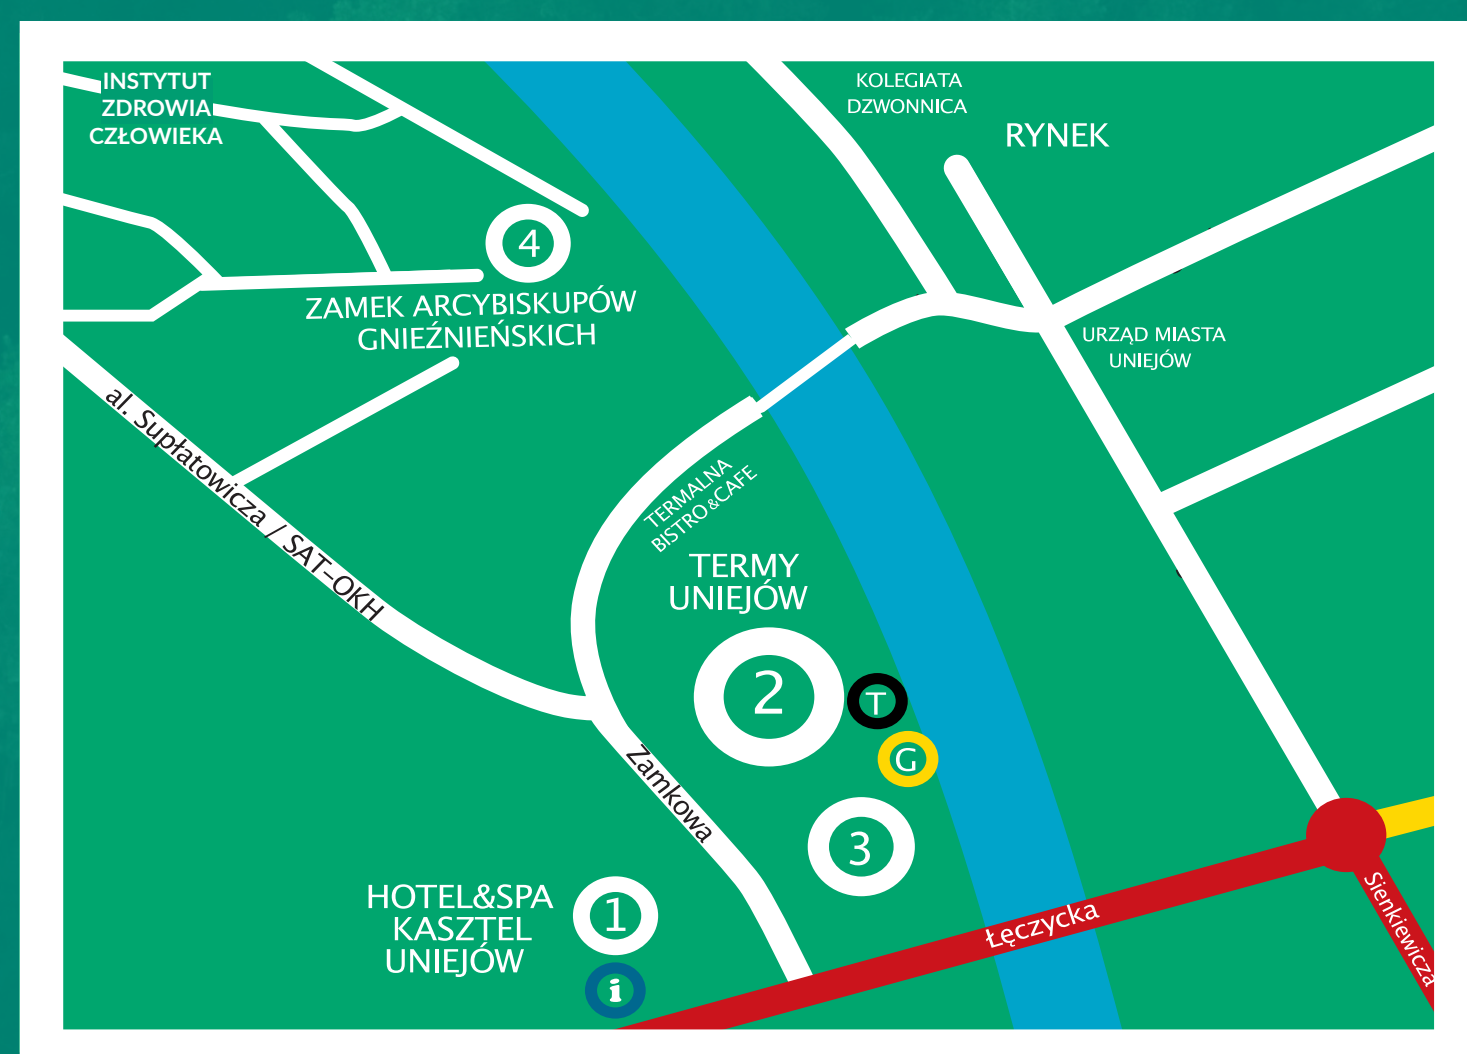 INSTYTUT
ZDROWIA
CZŁOWIEKA
KOLEGIATA
DZWONNICA
RYNEK
4
ZAMEK ARCYBISKUPÓW
GNIEŹNIEŃSKICH
URZĄD MIASTA
UNIEJÓW
al. Supłatowicza / SAT-OKH
TERMALNA
BISTRO&CAFE
TERMY
UNIEJÓW
2
T
G
Zamkowa
3
HOTEL&SPA
KASZTEL
UNIEJÓW
1
i
Łęczycka
Sienkiewicza